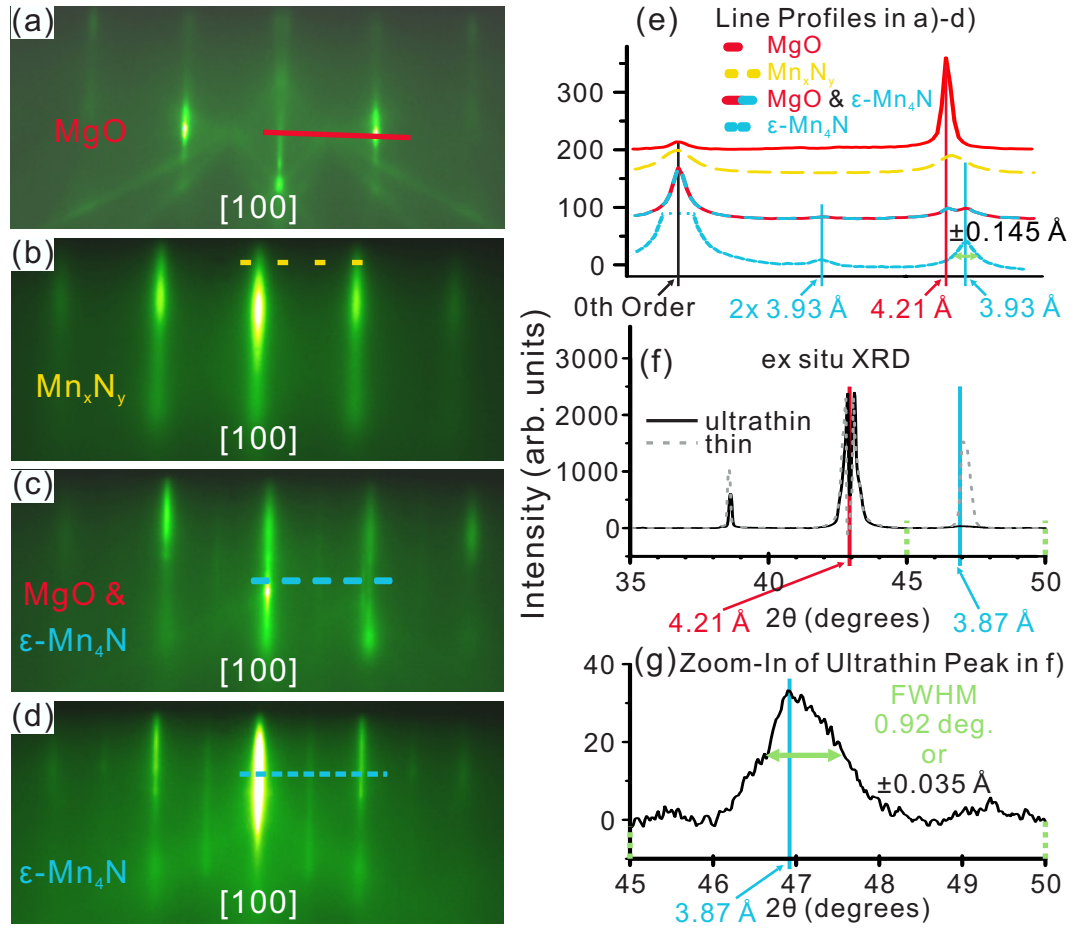 (a)
MgO
[100]
(b)
MnₓNᵧ
[100]
(c)
MgO &
ε-Mn₄N
[100]
(d)
ε-Mn₄N
[100]
(e) Line Profiles in a)-d)
MgO
MnₓNᵧ
MgO & ε-Mn₄N
ε-Mn₄N
300
200
100
0
±0.145 Å
0th Order
2x 3.93 Å
4.21 Å
3.93 Å
Intensity (arb. units)
(f) ex situ XRD
ultrathin
thin
3000
2000
1000
0
35
40
45
50
4.21 Å
2θ (degrees)
3.87 Å
(g) Zoom-In of Ultrathin Peak in f)
FWHM
0.92 deg.
or
±0.035 Å
40
20
0
45
46
47
48
49
50
3.87 Å
2θ (degrees)